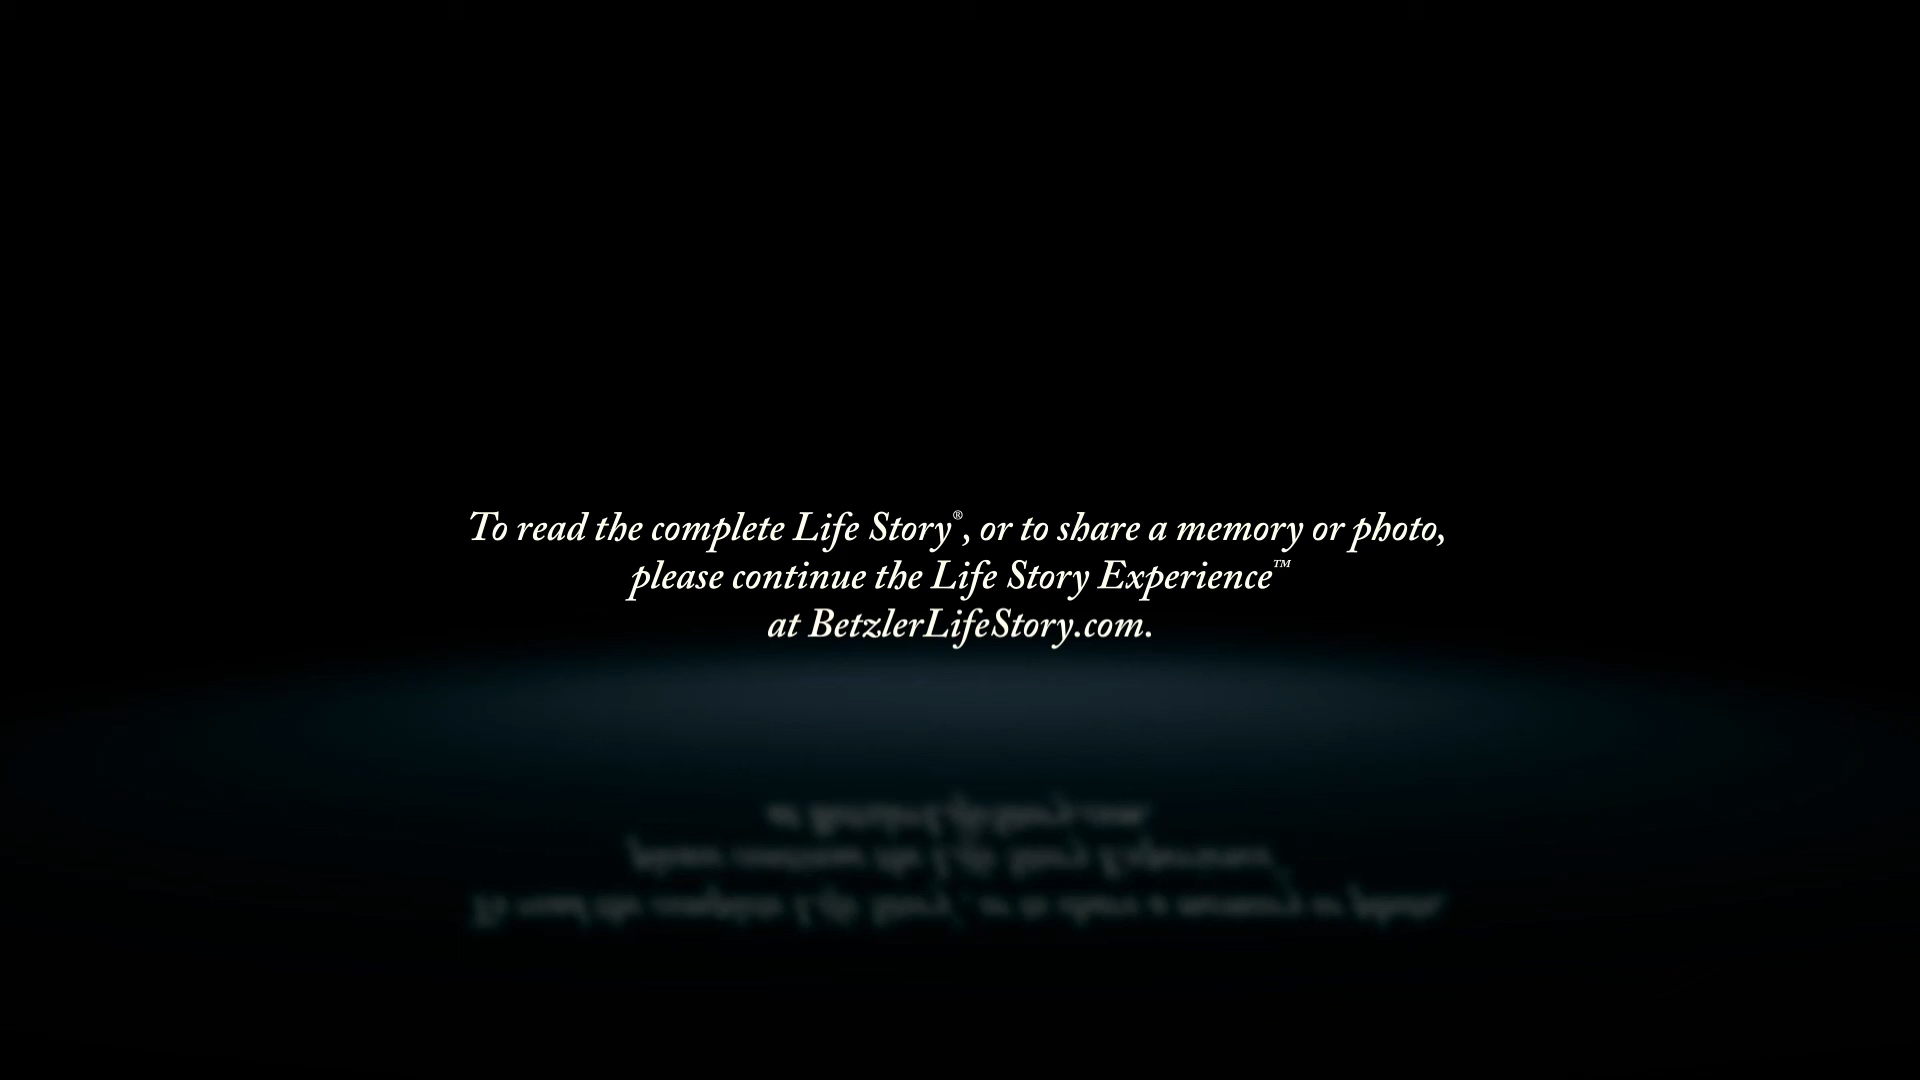 To read the complete Life Story®, or to share a memory or photo,
please continue the Life Story Experience™
at BetzlerLifeStory.com.